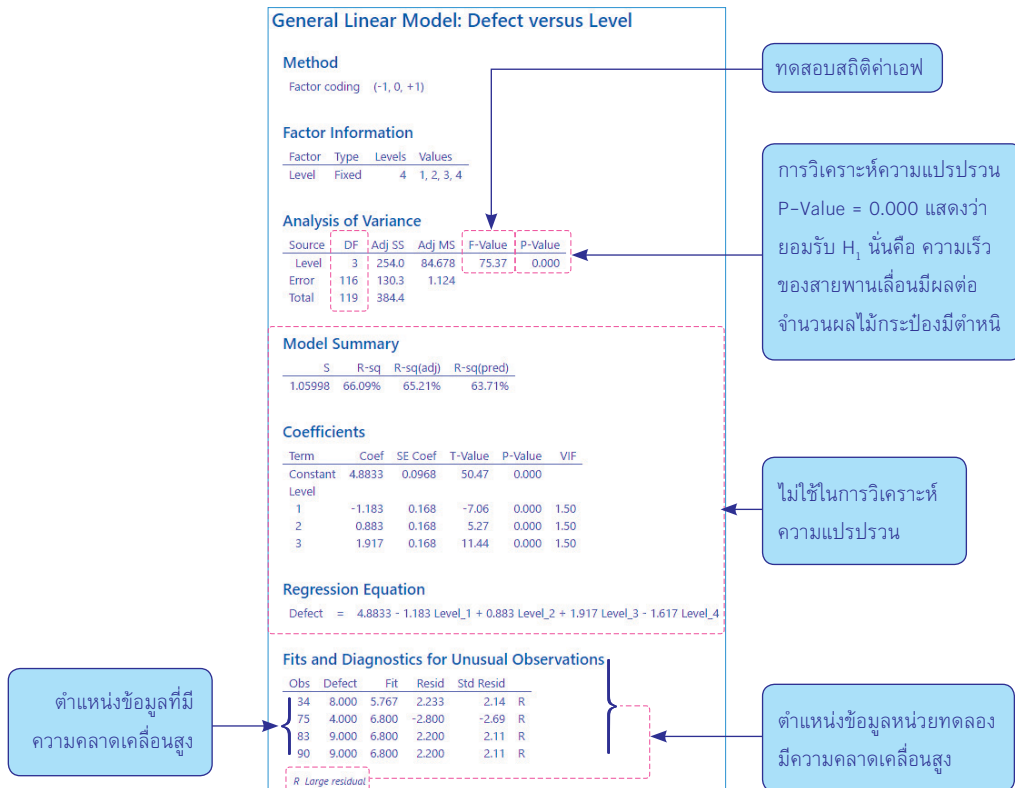 General Linear Model: Defect versus Level
Method
Factor coding (-1, 0, +1)
Factor Information
Factor Type Levels Values
Level Fixed 4 1, 2, 3, 4
Analysis of Variance
Source DF Adj SS Adj MS F-Value P-Value
Level 3 254.0 84.678 75.37 0.000
Error 116 130.3 1.124
Total 119 384.4
Model Summary
S R-sq R-sq(adj) R-sq(pred)
1.05998 66.09% 65.21% 63.71%
Coefficients
Term Coef SE Coef T-Value P-Value VIF
Constant 4.8833 0.0968 50.47 0.000
Level
1 -1.183 0.168 -7.06 0.000 1.50
2 0.883 0.168 5.27 0.000 1.50
3 1.917 0.168 11.44 0.000 1.50
Regression Equation
Defect = 4.8833 - 1.183 Level_1 + 0.883 Level_2 + 1.917 Level_3 - 1.617 Level_4
Fits and Diagnostics for Unusual Observations
Obs Defect Fit Resid Std Resid
34 8.000 5.767 2.233 2.14 R
75 4.000 6.800 -2.800 -2.69 R
83 9.000 6.800 2.200 2.11 R
90 9.000 6.800 2.200 2.11 R
R Large residual
ทดสอบสถิติค่าเอฟ
การวิเคราะห์ความแปรปรวน
P-Value = 0.000 แสดงว่า
ยอมรับ H₁ นั่นคือ ความเร็ว
ของสายพานเลื่อนมีผลต่อ
จำนวนผลไม้กระป๋องมีตำหนิ
ไม่ใช้ในการวิเคราะห์
ความแปรปรวน
ตำแหน่งข้อมูลที่มี
ความคลาดเคลื่อนสูง
ตำแหน่งข้อมูลหน่วยทดลอง
มีความคลาดเคลื่อนสูง